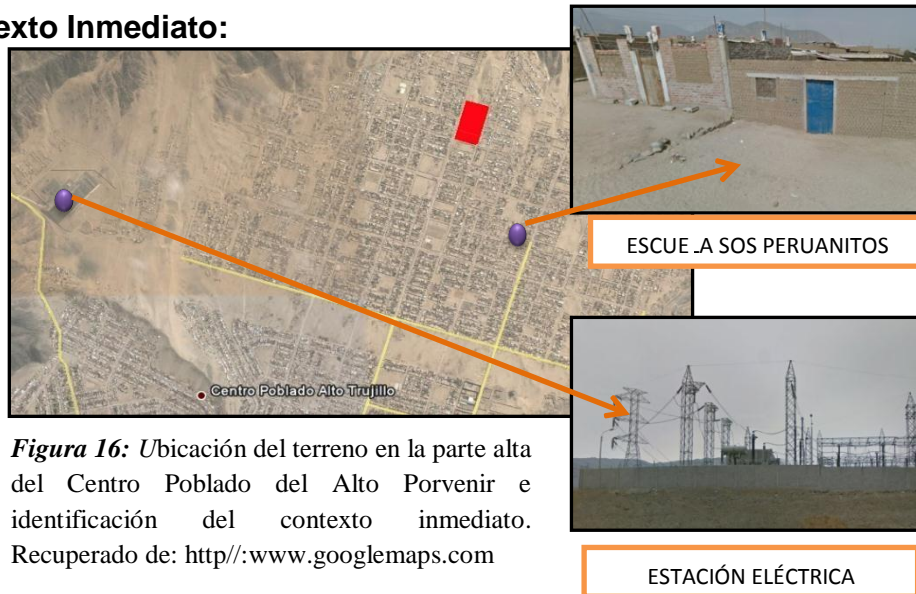 exto Inmediato:
ESCUE_A SOS PERUANITOS
Centro Poblado Alto Trujillo
Figura 16: Ubicación del terreno en la parte alta
del Centro Poblado del Alto Porvenir e
identificación del contexto inmediato.
Recuperado de: http//:www.googlemaps.com
ESTACIÓN ELÉCTRICA